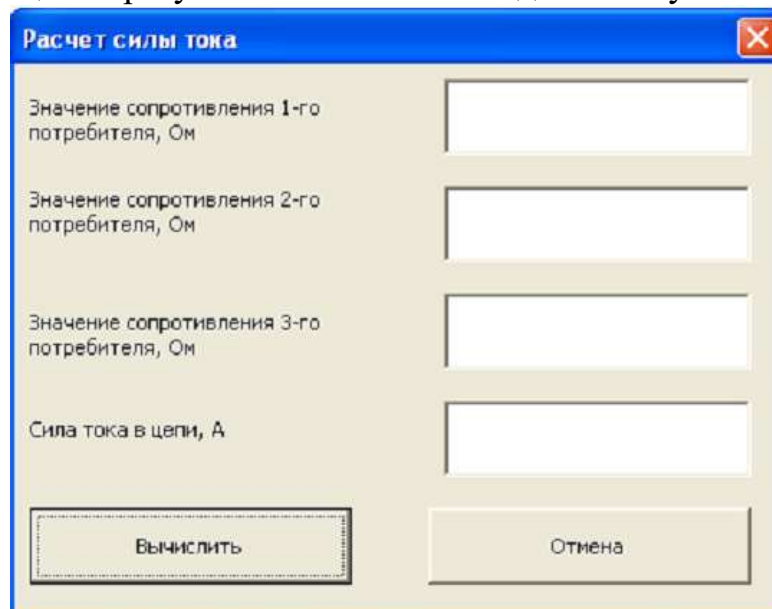 Расчет силы тока
Значение сопротивления 1-го
потребителя, Ом
Значение сопротивления 2-го
потребителя, Ом
Значение сопротивления 3-го
потребителя, Ом
Сила тока в цепи, А
Вычислить
Отмена